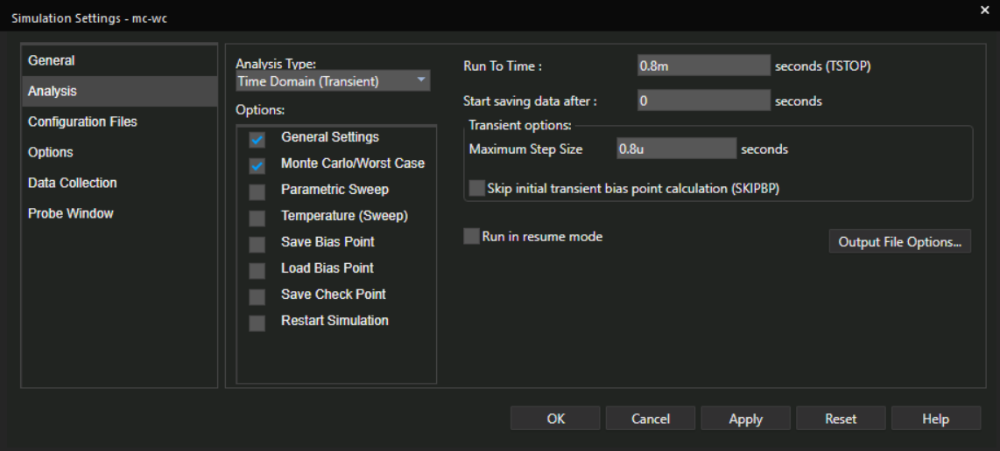 Simulation Settings - mc-wc
×
General
Analysis
Configuration Files
Options
Data Collection
Probe Window
Analysis Type:
Time Domain (Transient)
Options:
General Settings
Monte Carlo/Worst Case
Parametric Sweep
Temperature (Sweep)
Save Bias Point
Load Bias Point
Save Check Point
Restart Simulation
Run To Time : 0.8m seconds (TSTOP)
Start saving data after : 0 seconds
Transient options:
Maximum Step Size 0.8u seconds
Skip initial transient bias point calculation (SKIPBP)
Run in resume mode
Output File Options...
OK Cancel Apply Reset Help